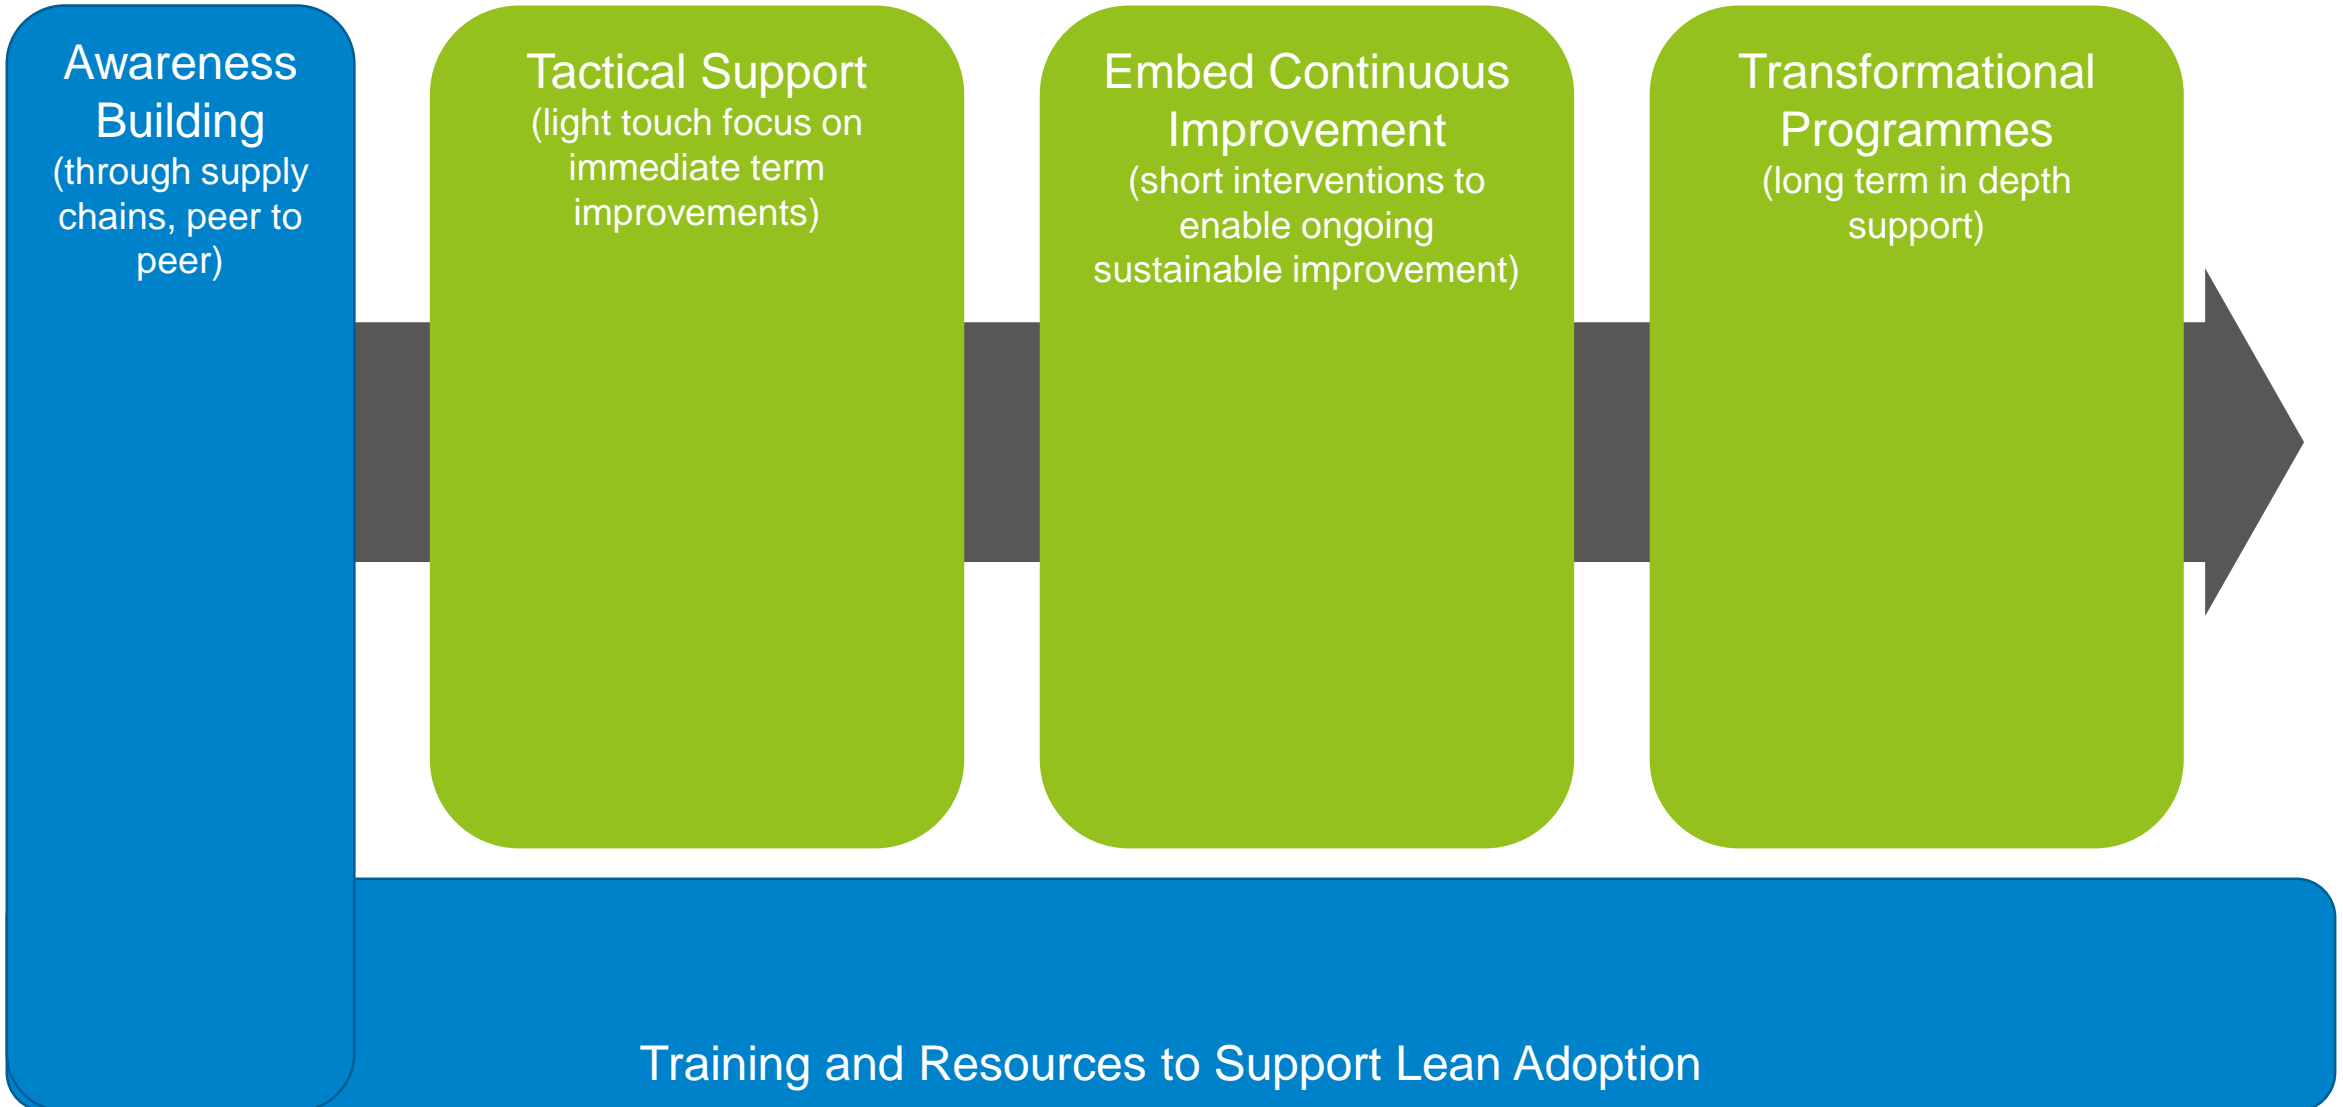 Awareness
Building
(through supply
chains, peer to
peer)
Tactical Support
(light touch focus on
immediate term
improvements)
Embed Continuous
Improvement
(short interventions to
enable ongoing
sustainable improvement)
Transformational
Programmes
(long term in depth
support)
Training and Resources to Support Lean Adoption